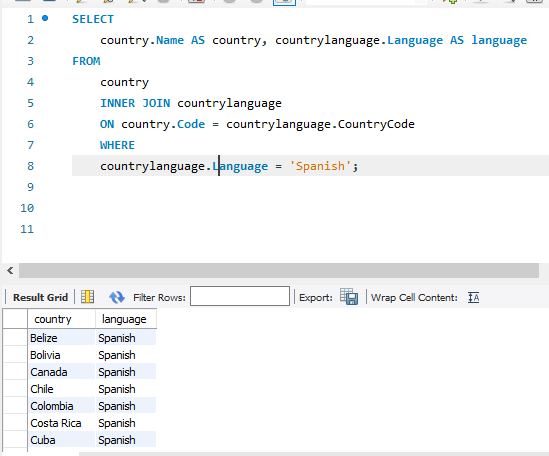 1 SELECT
2 country.Name AS country, countrylanguage.Language AS language
3 FROM
4 country
5 INNER JOIN countrylanguage
6 ON country.Code = countrylanguage.CountryCode
7 WHERE
8 countrylanguage.Language = 'Spanish';
9
10
11
Result Grid Filter Rows: Export: Wrap Cell Content: IA
country language
Belize Spanish
Bolivia Spanish
Canada Spanish
Chile Spanish
Colombia Spanish
Costa Rica Spanish
Cuba Spanish